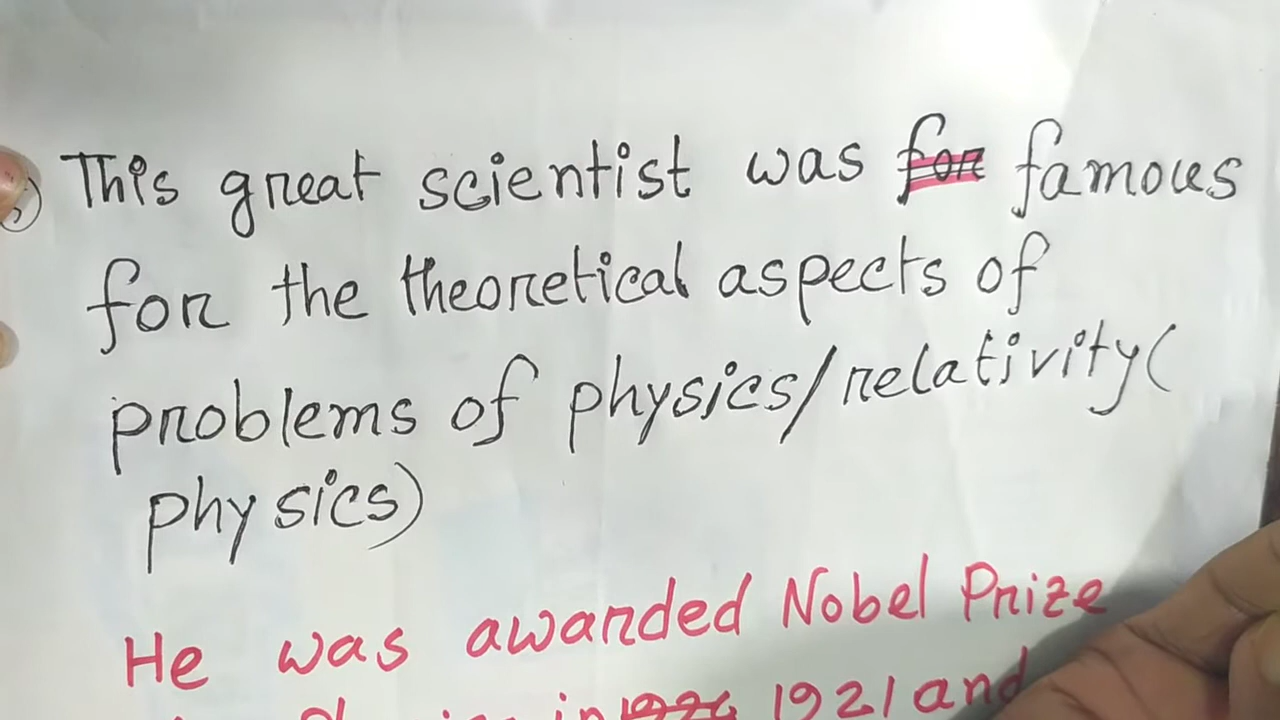 This great scientist was for famous
for the theoretical aspects of
problems of physics/relativity(
physics)
He was awarded Nobel Prize
in 1921 and